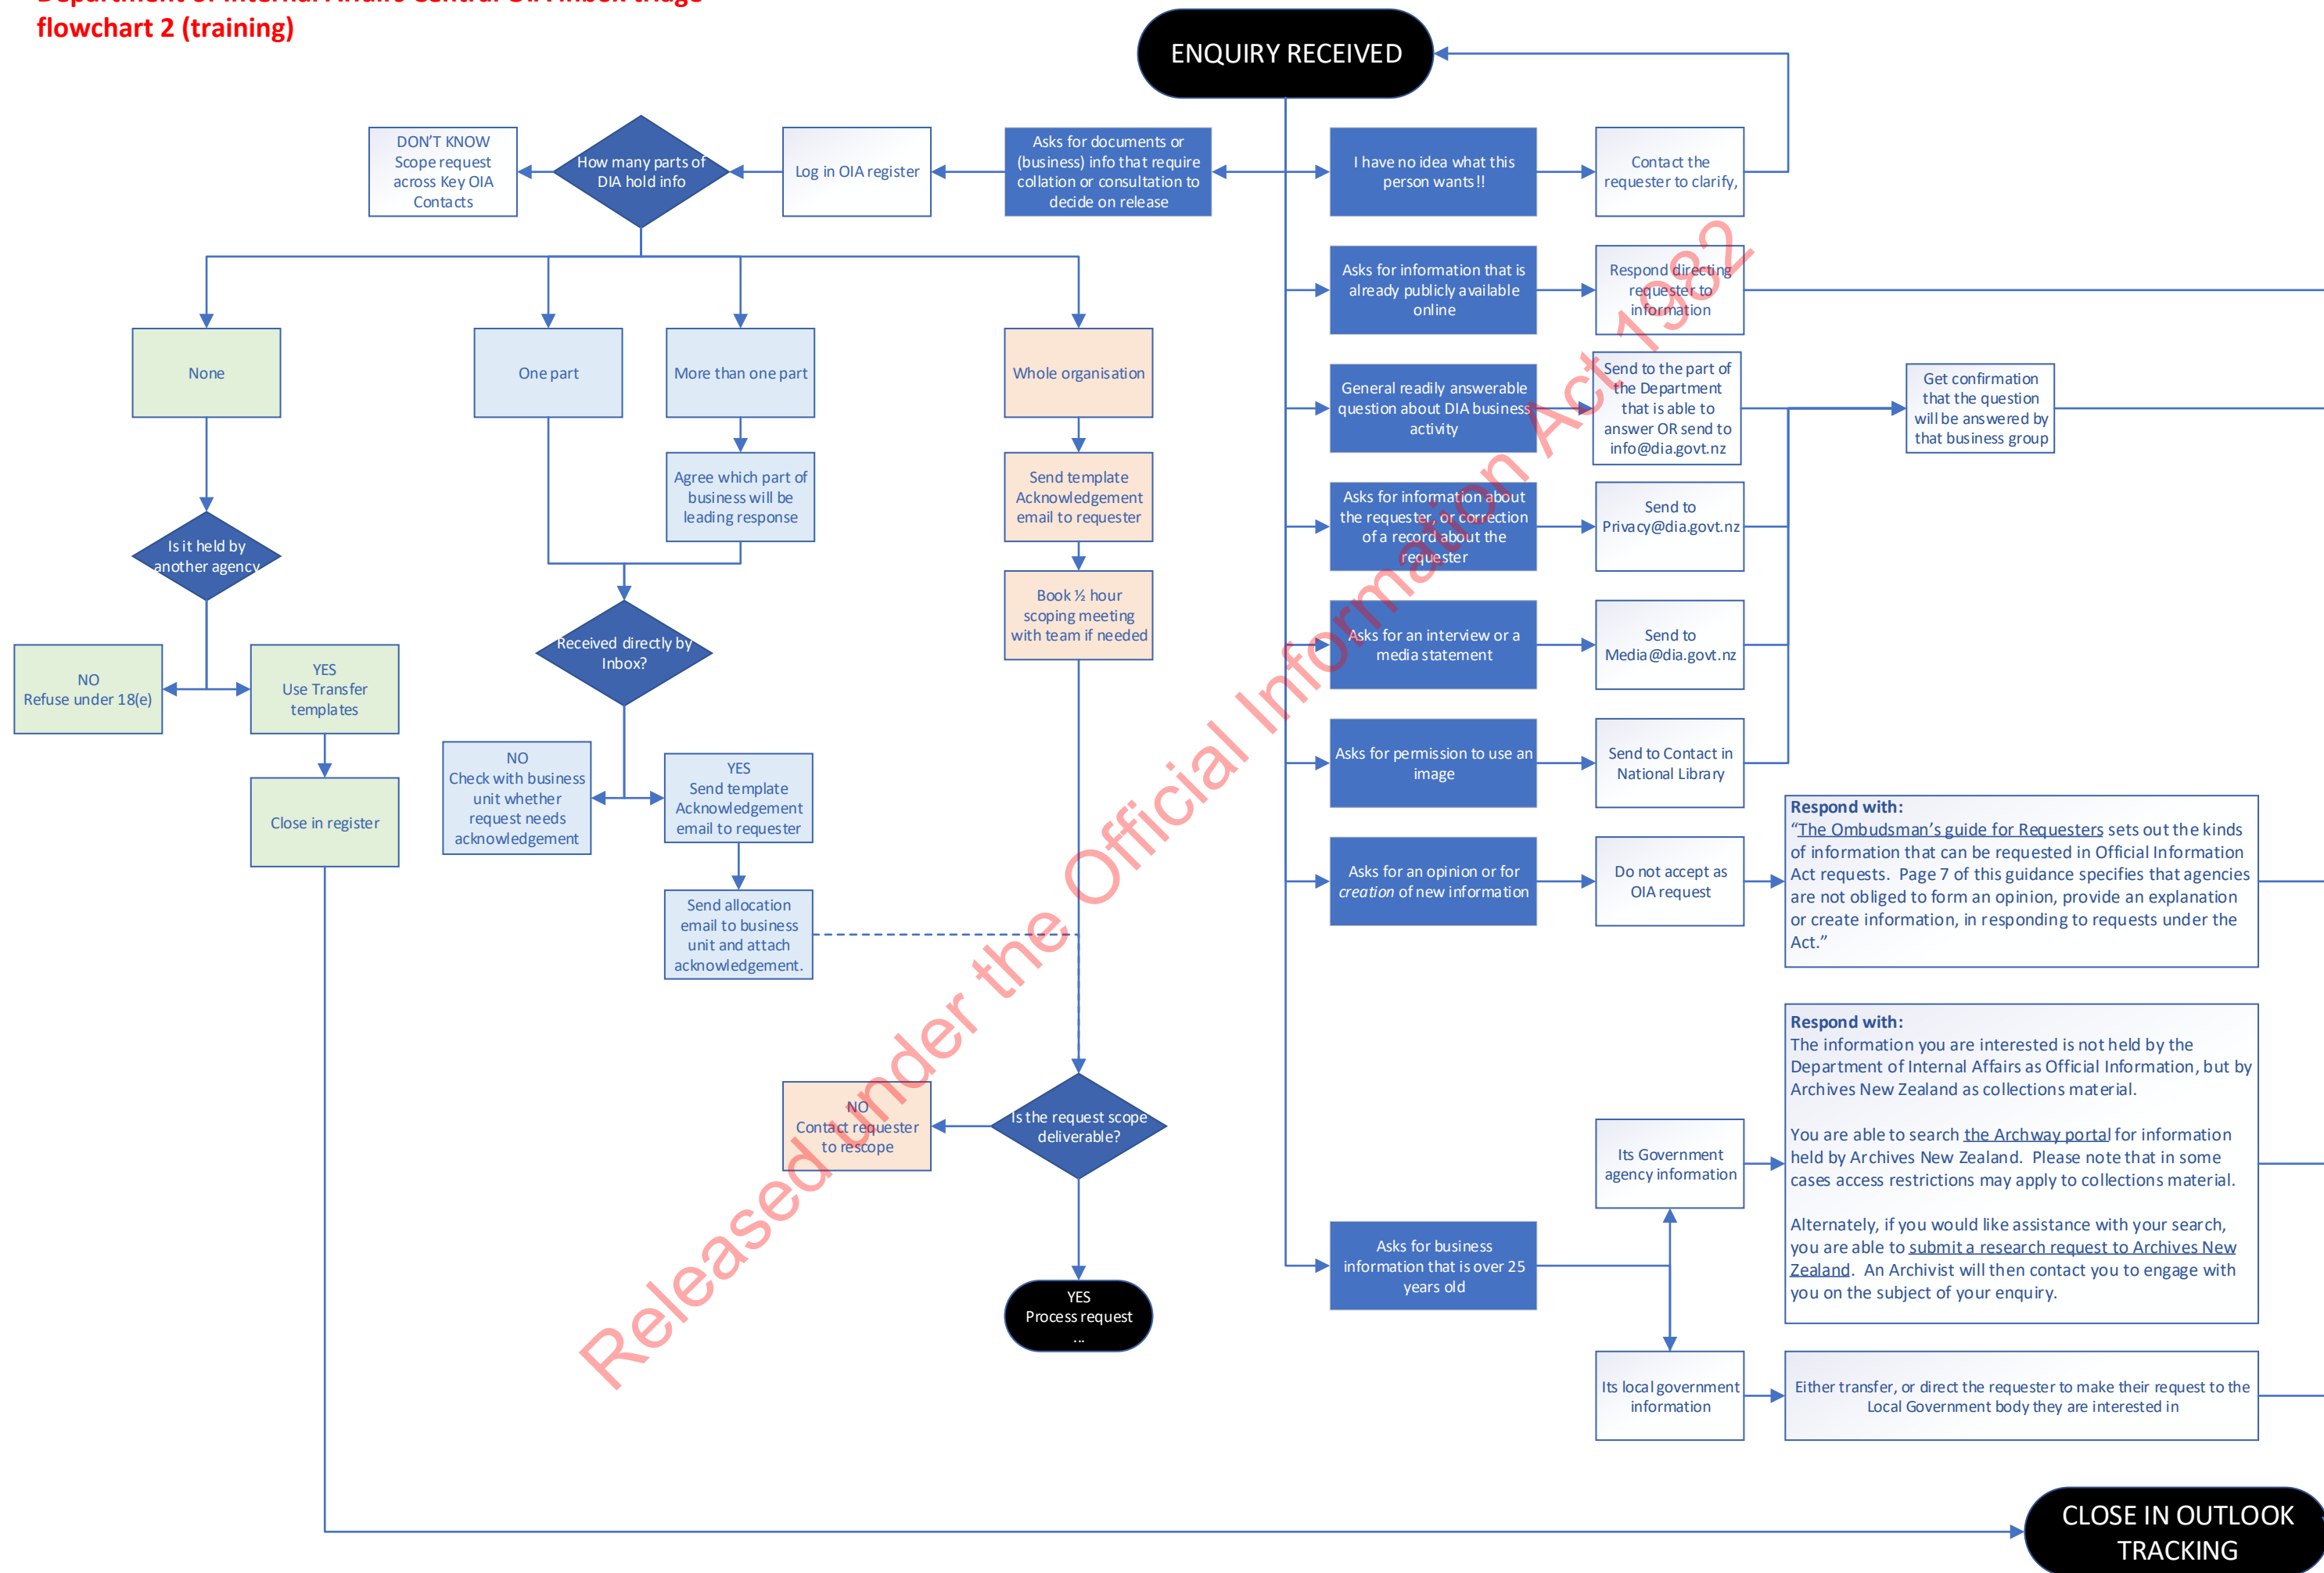 Department of Internal Affairs Central OIA Inbox triage
flowchart 2 (training)
ENQUIRY RECEIVED
DON'T KNOW
Scope request
across Key OIA
Contacts
How many parts of
DIA hold info
Log in OIA register
Asks for documents or
(business) info that require
collation or consultation to
decide on release
I have no idea what this
person wants!!
Contact the
requester to clarify,
Asks for information that is
already publicly available
online
Respond directing
requester to
information
None
One part
More than one part
Whole organisation
General readily answerable
question about DIA business
activity
Send to the part of
the Department
that is able to
answer OR send to
info@dia.govt.nz
Get confirmation
that the question
will be answered by
that business group
Agree which part of
business will be
leading response
Send template
Acknowledgement
email to requester
Asks for information about
the requester, or correction
of a record about the
requester
Send to
Privacy@dia.govt.nz
Is it held by
another agency
Book ½ hour
scoping meeting
with team if needed
Received directly by
Inbox?
Asks for an interview or a
media statement
Send to
Media@dia.govt.nz
NO
Refuse under 18(e)
YES
Use Transfer
templates
NO
Check with business
unit whether
request needs
acknowledgement
YES
Send template
Acknowledgement
email to requester
Asks for permission to use an
image
Send to Contact in
National Library
Close in register
Asks for an opinion or for
creation of new information
Do not accept as
OIA request
Respond with:
“The Ombudsman’s guide for Requesters sets out the kinds
of information that can be requested in Official Information
Act requests.  Page 7 of this guidance specifies that agencies
are not obliged to form an opinion, provide an explanation
or create information, in responding to requests under the
Act.”
Send allocation
email to business
unit and attach
acknowledgement.
Respond with:
The information you are interested is not held by the
Department of Internal Affairs as Official Information, but by
Archives New Zealand as collections material.
You are able to search the Archway portal for information
held by Archives New Zealand.  Please note that in some
cases access restrictions may apply to collections material.
Alternately, if you would like assistance with your search,
you are able to submit a research request to Archives New
Zealand.  An Archivist will then contact you to engage with
you on the subject of your enquiry.
NO
Contact requester
to rescope
Is the request scope
deliverable?
Its Government
agency information
Asks for business
information that is over 25
years old
YES
Process request
...
Its local government
information
Either transfer, or direct the requester to make their request to the
Local Government body they are interested in
CLOSE IN OUTLOOK
TRACKING
Released under the Official Information Act 1982